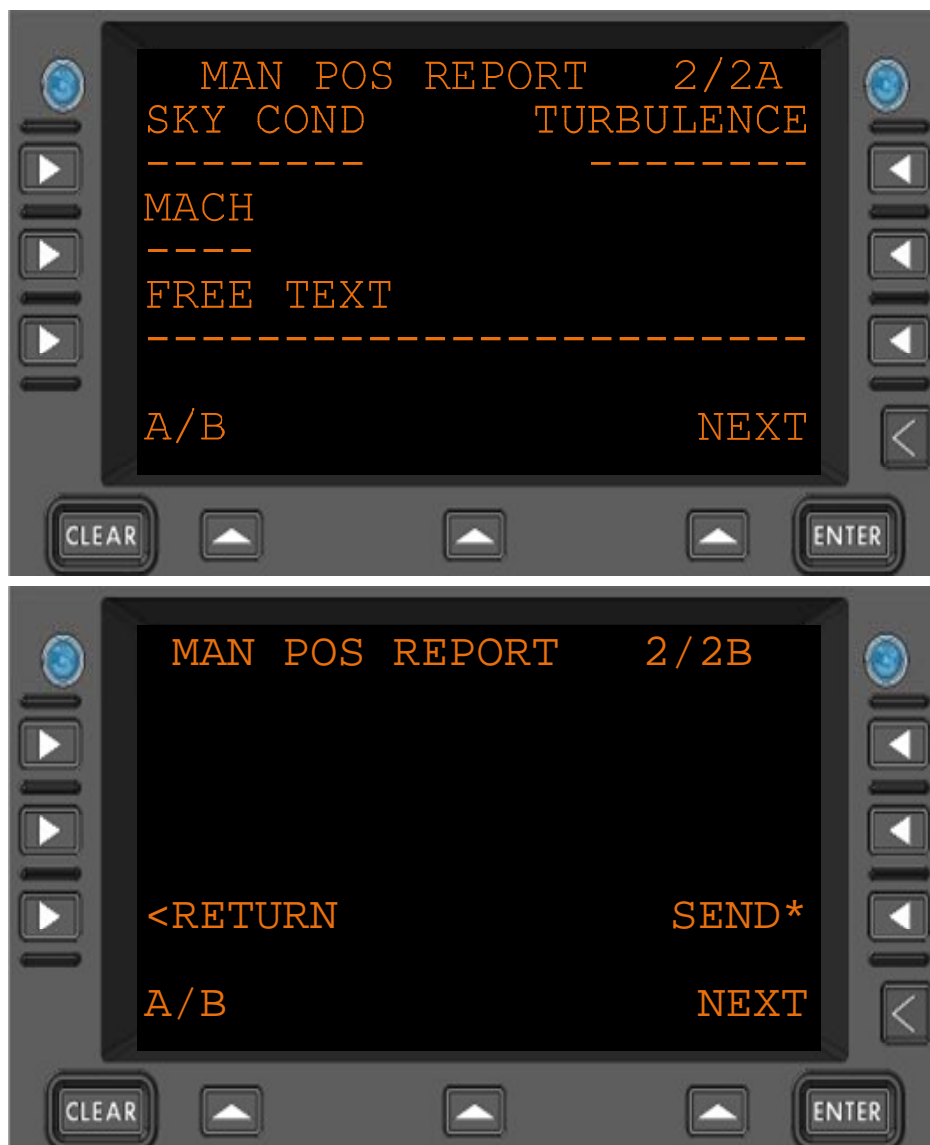 MAN POS REPORT 2/2A
SKY COND TURBULENCE
-------- --------
MACH
----
FREE TEXT
------------------------
A/B NEXT
CLEAR ENTER
MAN POS REPORT 2/2B
<RETURN SEND*
A/B NEXT
CLEAR ENTER